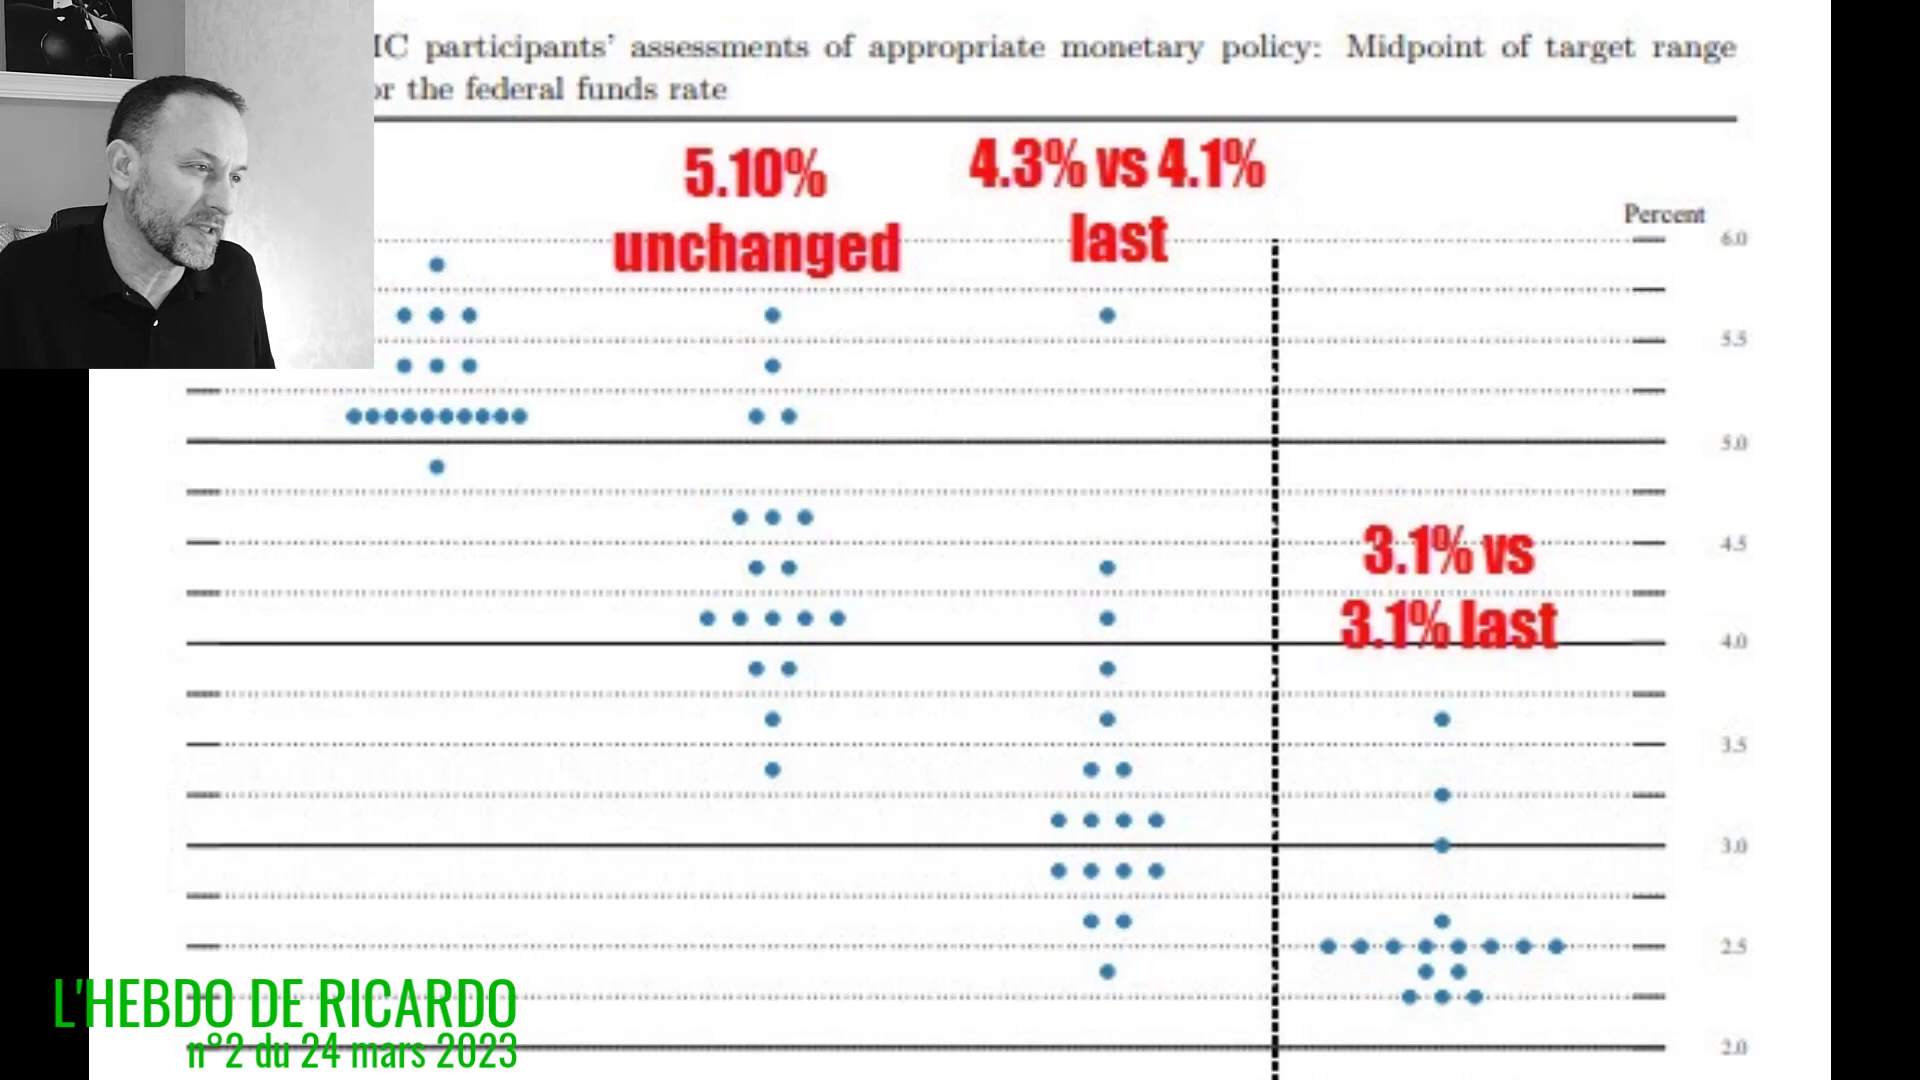 IC participants' assessments of appropriate monetary policy: Midpoint of target range
or the federal funds rate
5.10%
unchanged
4.3% vs 4.1%
last
Percent
6.0
5.5
5.0
4.5
3.1% vs
3.1% last
4.0
3.5
3.0
2.5
2.0
L'HEBDO DE RICARDO
n°2 du 24 mars 2023